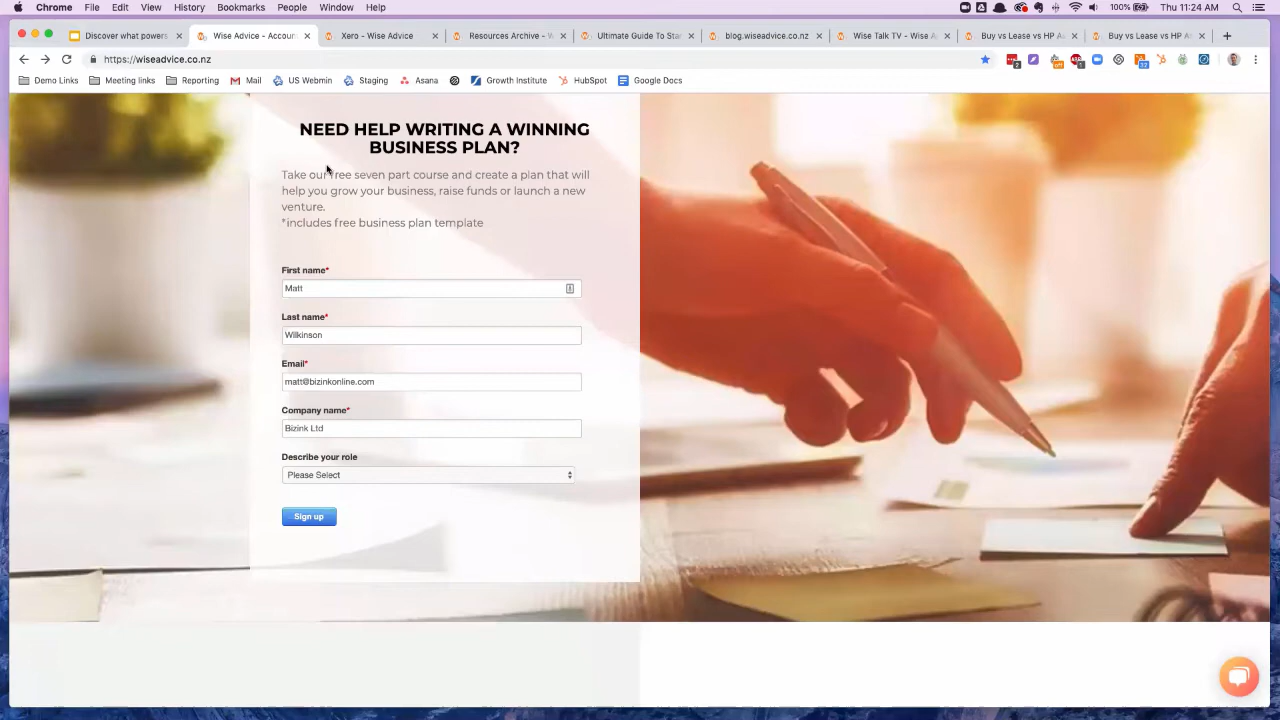 Chrome File Edit View History Bookmarks People Window Help 100% Thu 11:24 AM
Discover what powers Wise Advice - Accoun Xero - Wise Advice Resources Archive - W Ultimate Guide To Star blog.wiseadvice.co.nz Wise Talk TV - Wise A Buy vs Lease vs HP As Buy vs Lease vs HP As
https://wiseadvice.co.nz
Demo Links Meeting links Reporting Mail US Webmin Staging Asana Growth Institute HubSpot Google Docs
NEED HELP WRITING A WINNING
BUSINESS PLAN?
Take our free seven part course and create a plan that will
help you grow your business, raise funds or launch a new
venture.
*includes free business plan template
First name*
Matt
Last name*
Wilkinson
Email*
matt@bizinkonline.com
Company name*
Bizink Ltd
Describe your role
Please Select
Sign up